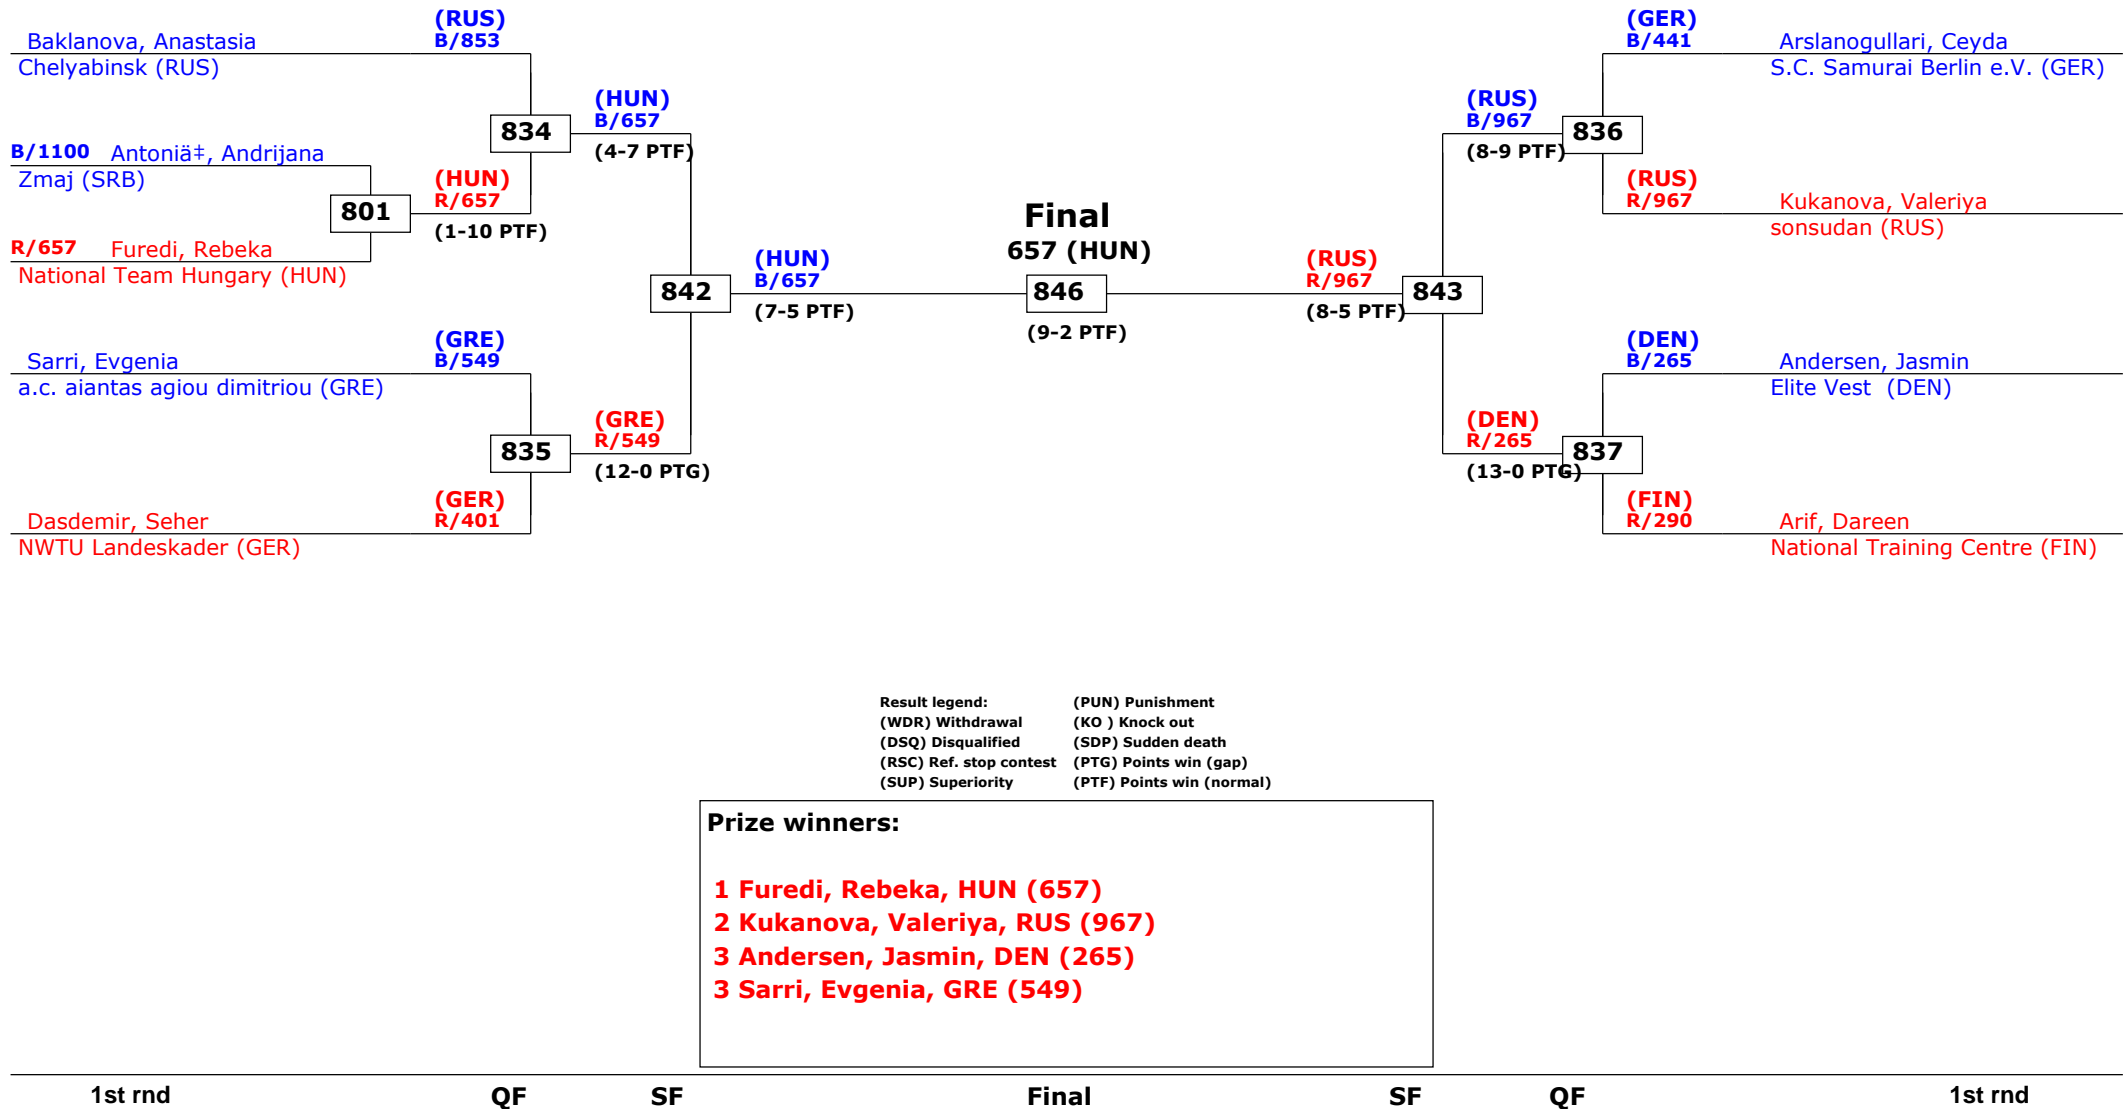 (RUS)
B/853
Baklanova, Anastasia
Chelyabinsk (RUS)
834
(HUN)
B/657
(4-7 PTF)
B/1100 Antoniä‡, Andrijana
Zmaj (SRB)
801
(HUN)
R/657
(1-10 PTF)
R/657 Furedi, Rebeka
National Team Hungary (HUN)
842
(HUN)
B/657
(7-5 PTF)
(GRE)
B/549
Sarri, Evgenia
a.c. aiantas agiou dimitriou (GRE)
835
(GRE)
R/549
(12-0 PTG)
(GER)
R/401
Dasdemir, Seher
NWTU Landeskader (GER)
Final
657 (HUN)
846
(9-2 PTF)
(GER)
B/441
Arslanogullari, Ceyda
S.C. Samurai Berlin e.V. (GER)
(RUS)
B/967
(8-9 PTF)
836
(RUS)
R/967
Kukanova, Valeriya
sonsudan (RUS)
(RUS)
R/967
(8-5 PTF)
843
(DEN)
B/265
Andersen, Jasmin
Elite Vest (DEN)
(DEN)
R/265
(13-0 PTG)
837
(FIN)
R/290
Arif, Dareen
National Training Centre (FIN)
Result legend: (PUN) Punishment
(WDR) Withdrawal (KO ) Knock out
(DSQ) Disqualified (SDP) Sudden death
(RSC) Ref. stop contest (PTG) Points win (gap)
(SUP) Superiority (PTF) Points win (normal)
Prize winners:
1 Furedi, Rebeka, HUN (657)
2 Kukanova, Valeriya, RUS (967)
3 Andersen, Jasmin, DEN (265)
3 Sarri, Evgenia, GRE (549)
1st rnd QF SF Final SF QF 1st rnd